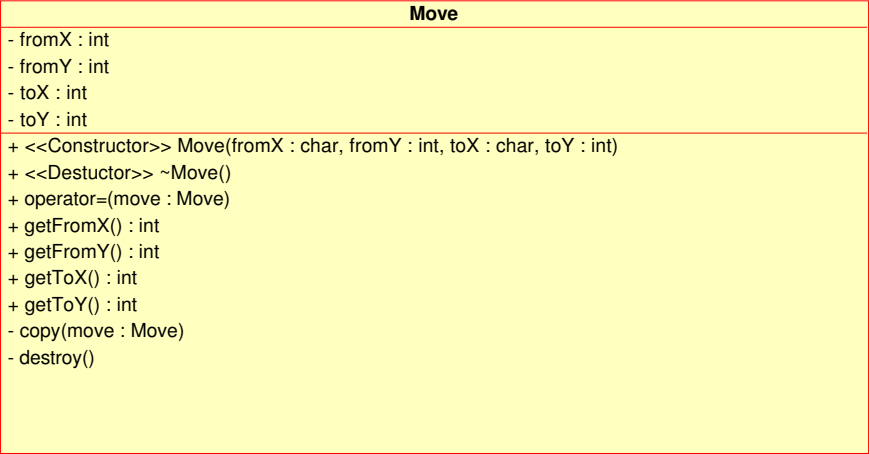 Move
- fromX : int
- fromY : int
- toX : int
- toY : int
+ <<Constructor>> Move(fromX : char, fromY : int, toX : char, toY : int)
+ <<Destuctor>> ~Move()
+ operator=(move : Move)
+ getFromX() : int
+ getFromY() : int
+ getToX() : int
+ getToY() : int
- copy(move : Move)
- destroy()